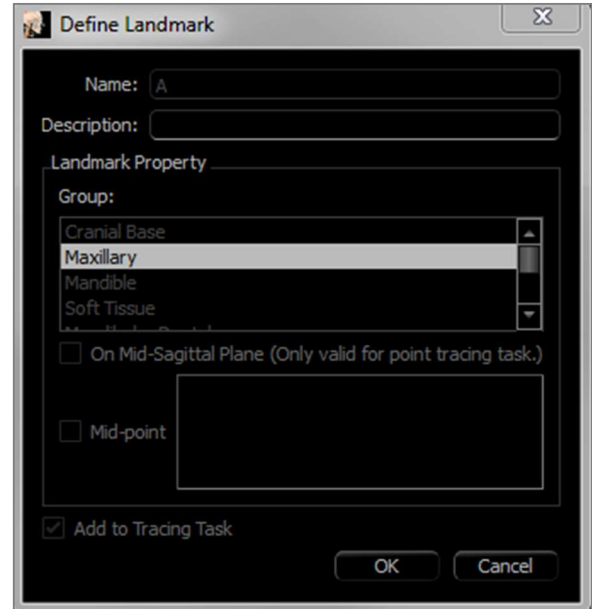 Define Landmark
Name: A
Description:
Landmark Property
Group:
Cranial Base
Maxillary
Mandible
Soft Tissue
On Mid-Sagittal Plane (Only valid for point tracing task.)
Mid-point
Add to Tracing Task
OK Cancel